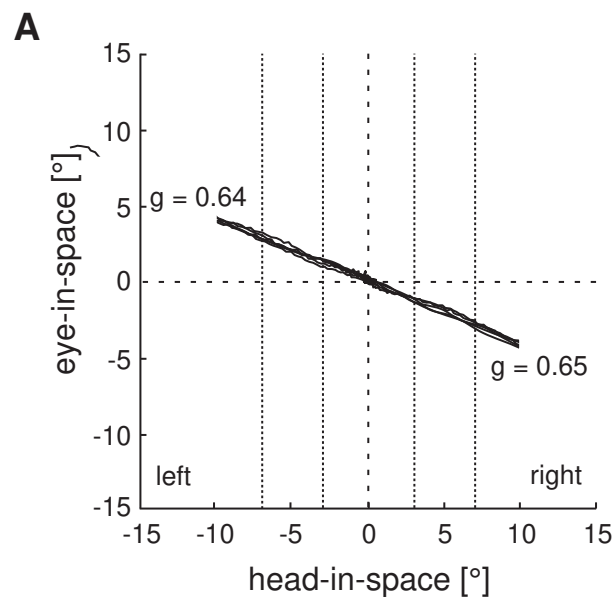 A
15
10
5
0
-5
-10
-15
eye-in-space [°]
g = 0.64
g = 0.65
left
right
-15
-10
-5
0
5
10
15
head-in-space [°]